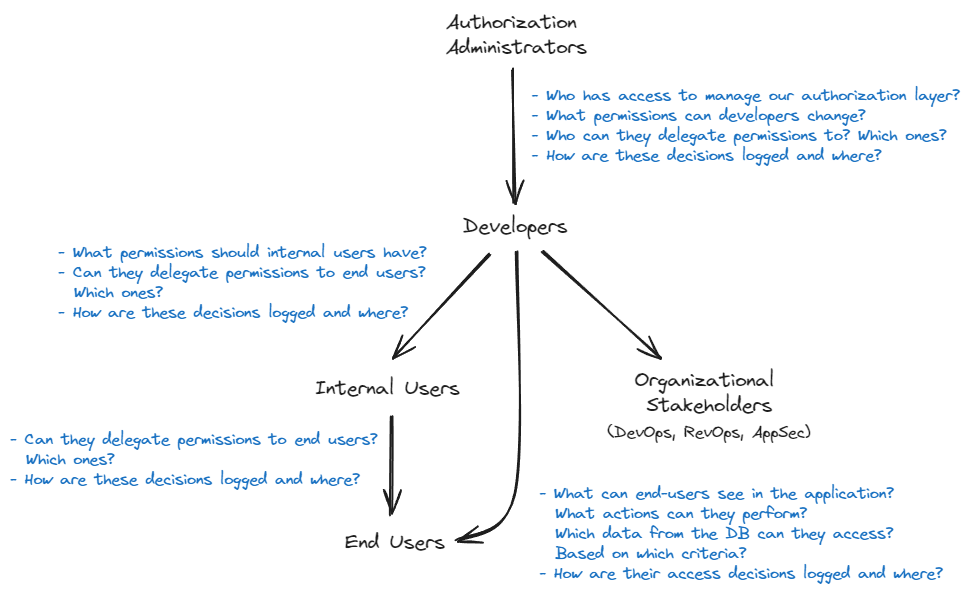 Authorization
Administrators
- Who has access to manage our authorization layer?
- What permissions can developers change?
- Who can they delegate permissions to? Which ones?
- How are these decisions logged and where?
Developers
- What permissions should internal users have?
- Can they delegate permissions to end users?
Which ones?
- How are these decisions logged and where?
Internal Users
Organizational
Stakeholders
(DevOps, RevOps, AppSec)
- Can they delegate permissions to end users?
Which ones?
- How are these decisions logged and where?
End Users
- What can end-users see in the application?
What actions can they perform?
Which data from the DB can they access?
Based on which criteria?
- How are their access decisions logged and where?